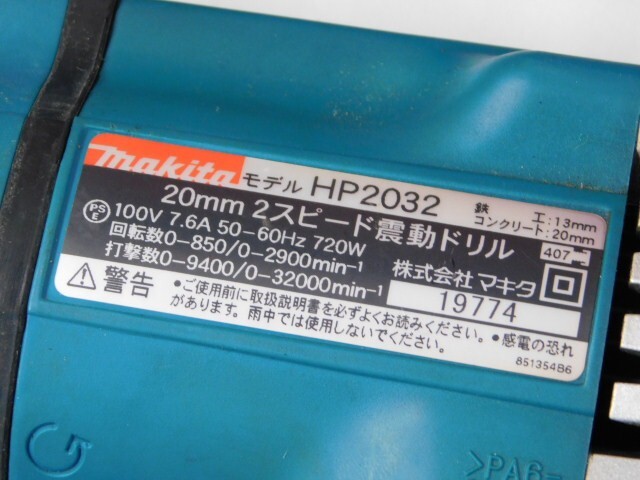 makita モデル HP2032
鉄 工:13mm
コンクリート:20mm
20mm 2スピード震動ドリル
407
PS E 100V 7.6A 50-60Hz 720W
回転数0-850/0-2900min-1
打撃数0-9400/0-32000min-1
株式会社 マキタ
19774
警告
●ご使用前に取扱説明書を必ずよくお読みください。●感電の恐れ
があります。雨中では使用しないでください。
851354B6
>PA6-